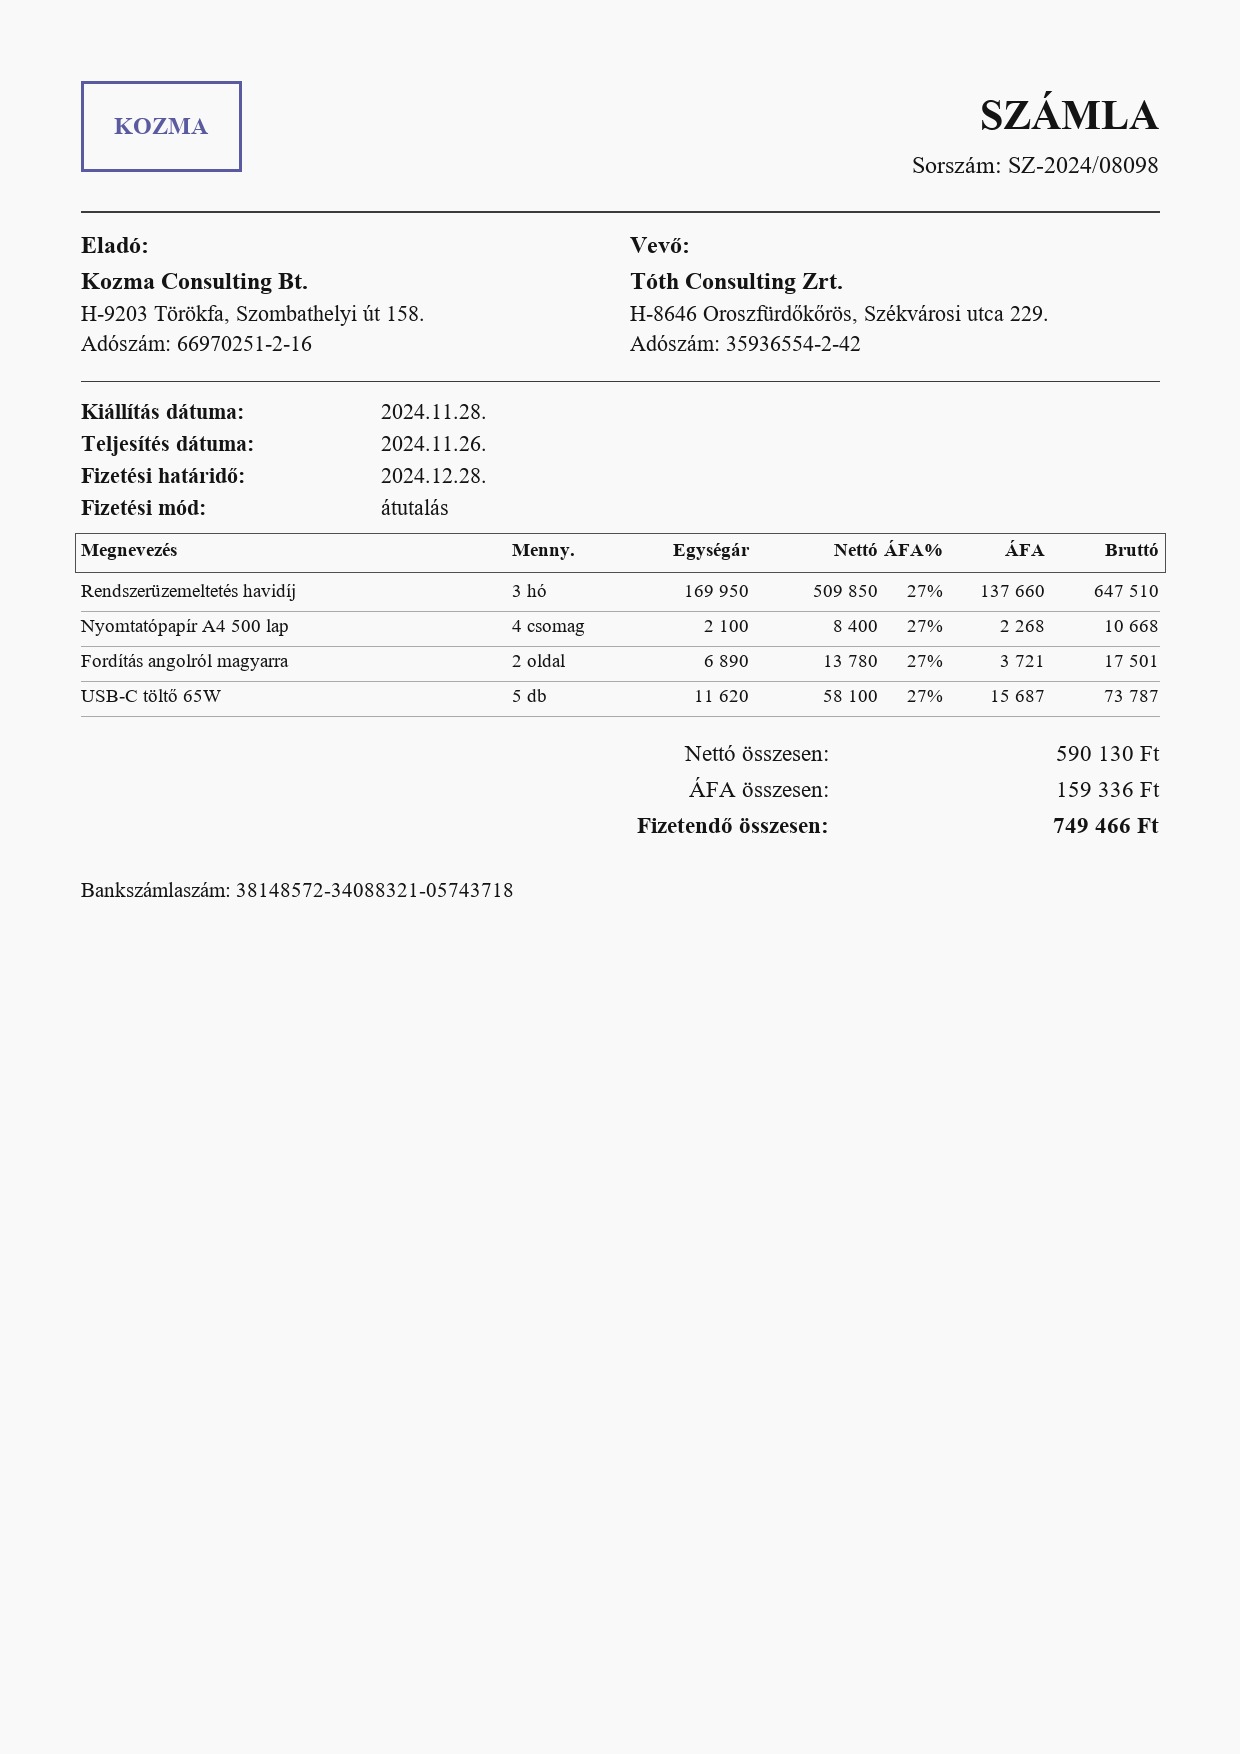 KOZMA
SZÁMLA
Sorszám: SZ-2024/08098
Eladó:
Kozma Consulting Bt.
H-9203 Törökfa, Szombathelyi út 158.
Adószám: 66970251-2-16
Vevő:
Tóth Consulting Zrt.
H-8646 Oroszfürdőkőrös, Székvárosi utca 229.
Adószám: 35936554-2-42
Kiállítás dátuma: 2024.11.28.
Teljesítés dátuma: 2024.11.26.
Fizetési határidő: 2024.12.28.
Fizetési mód: átutalás
Megnevezés Menny. Egységár Nettó ÁFA% ÁFA Bruttó
Rendszerüzemeltetés havidíj 3 hó 169 950 509 850 27% 137 660 647 510
Nyomtatópapír A4 500 lap 4 csomag 2 100 8 400 27% 2 268 10 668
Fordítás angolról magyarra 2 oldal 6 890 13 780 27% 3 721 17 501
USB-C töltő 65W 5 db 11 620 58 100 27% 15 687 73 787
Nettó összesen: 590 130 Ft
ÁFA összesen: 159 336 Ft
Fizetendő összesen: 749 466 Ft
Bankszámlaszám: 38148572-34088321-05743718